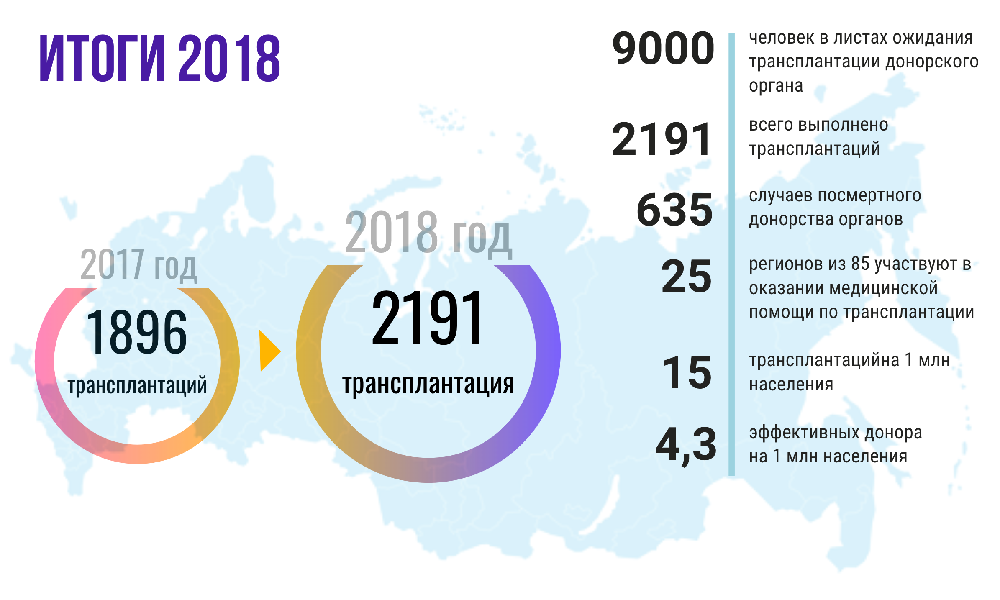 ИТОГИ 2018
2017 год
1896
трансплантаций
2018 год
2191
трансплантация
9000
человек в листах ожидания
трансплантации донорского
органа
2191
всего выполнено
трансплантаций
635
случаев посмертного
донорства органов
25
регионов из 85 участвуют в
оказании медицинской
помощи по трансплантации
15
трансплантацийна 1 млн
населения
4,3
эффективных донора
на 1 млн населения